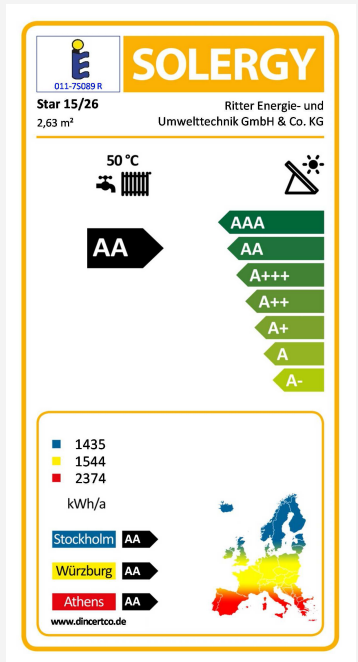 SOLERGY
011-7S089 R
Star 15/26
Ritter Energie- und
2,63 m²
Umwelttechnik GmbH & Co. KG
50 °C
AA
AAA
AA
A+++
A++
A+
A
A-
1435
1544
2374
kWh/a
Stockholm AA
Würzburg AA
Athens AA
www.dincertco.de